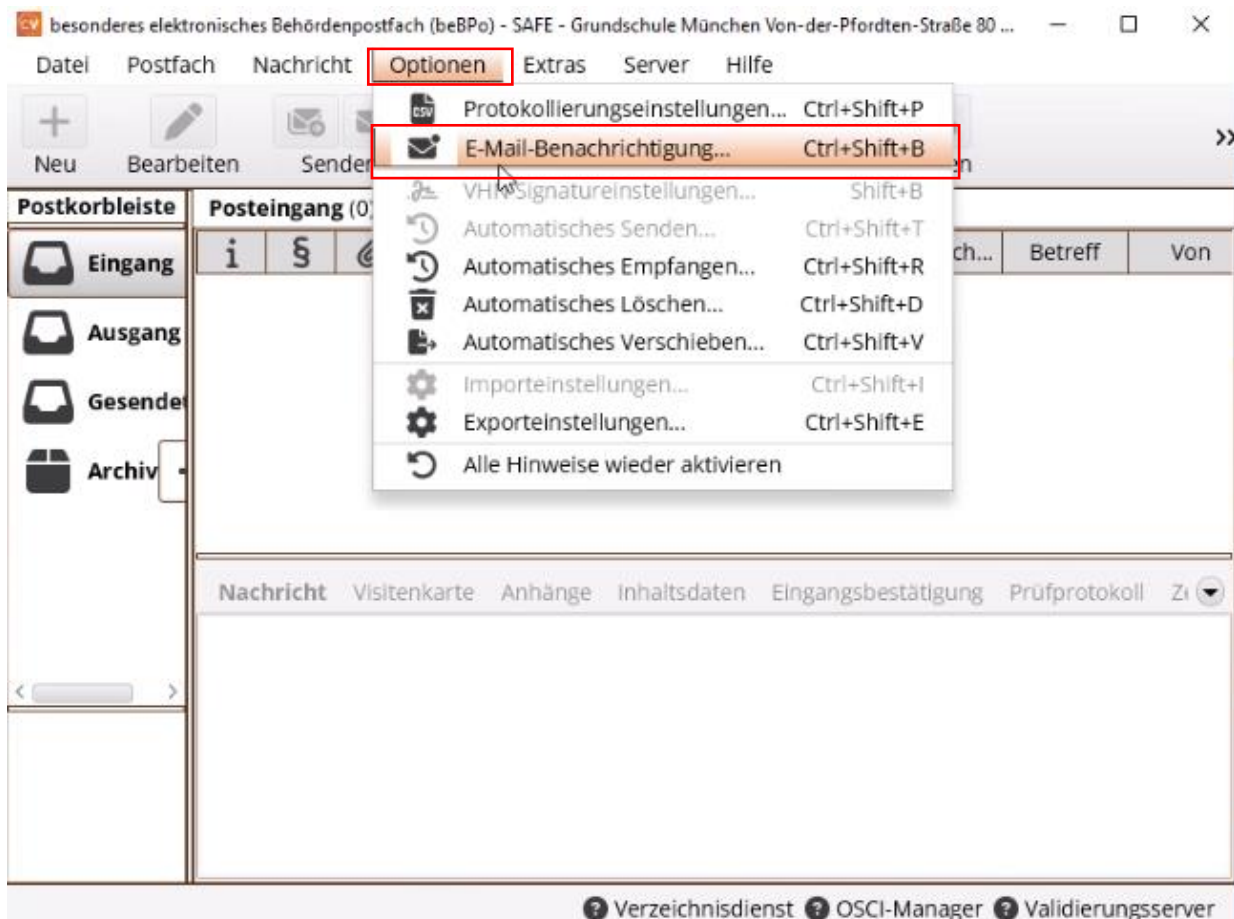 CV besonderes elektronisches Behördenpostfach (beBPo) - SAFE - Grundschule München Von-der-Pfordten-Straße 80 ...
Datei Postfach Nachricht Optionen Extras Server Hilfe
Neu Bearbeiten
Postkorbleiste
Eingang
Ausgang
Archiv
Posteingang (0)
i §
Betreff Von
CSV Protokollierungseinstellungen... Ctrl+Shift+P
E-Mail-Benachrichtigung... Ctrl+Shift+B
VHN-Signatureinstellungen... Shift+B
Automatisches Senden... Ctrl+Shift+T
Automatisches Empfangen... Ctrl+Shift+R
Automatisches Löschen... Ctrl+Shift+D
Automatisches Verschieben... Ctrl+Shift+V
Importeinstellungen... Ctrl+Shift+I
Exporteinstellungen... Ctrl+Shift+E
Alle Hinweise wieder aktivieren
Nachricht Visitenkarte Anhänge Inhaltsdaten Eingangsbestätigung Prüfprotokoll
Verzeichnisdienst OSCI-Manager Validierungsserver